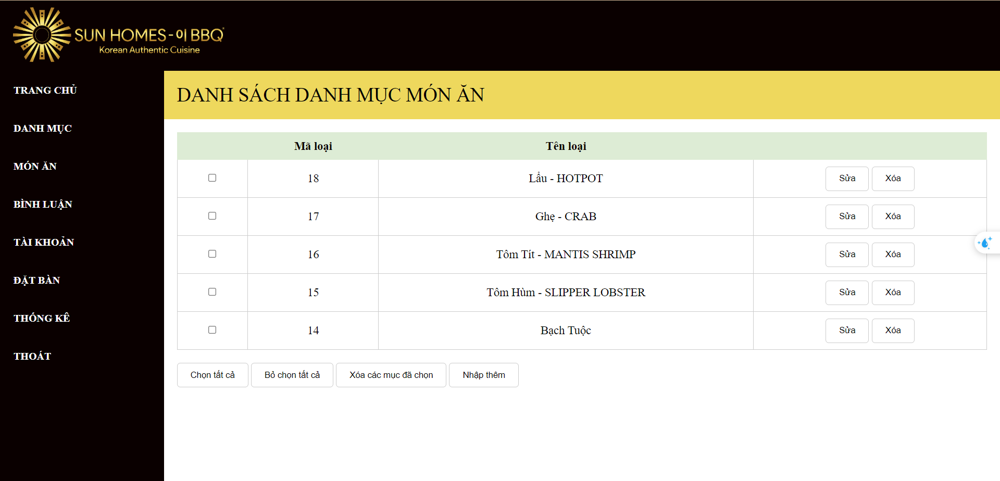 SUN HOMES - 이 BBQ
Korean Authentic Cuisine
TRANG CHỦ
DANH MỤC
MÓN ĂN
BÌNH LUẬN
TÀI KHOẢN
ĐẶT BÀN
THỐNG KÊ
THOÁT
DANH SÁCH DANH MỤC MÓN ĂN
Mã loại Tên loại
18 Lẩu - HOTPOT Sửa Xóa
17 Ghẹ - CRAB Sửa Xóa
16 Tôm Tít - MANTIS SHRIMP Sửa Xóa
15 Tôm Hùm - SLIPPER LOBSTER Sửa Xóa
14 Bạch Tuộc Sửa Xóa
Chọn tất cả Bỏ chọn tất cả Xóa các mục đã chọn Nhập thêm